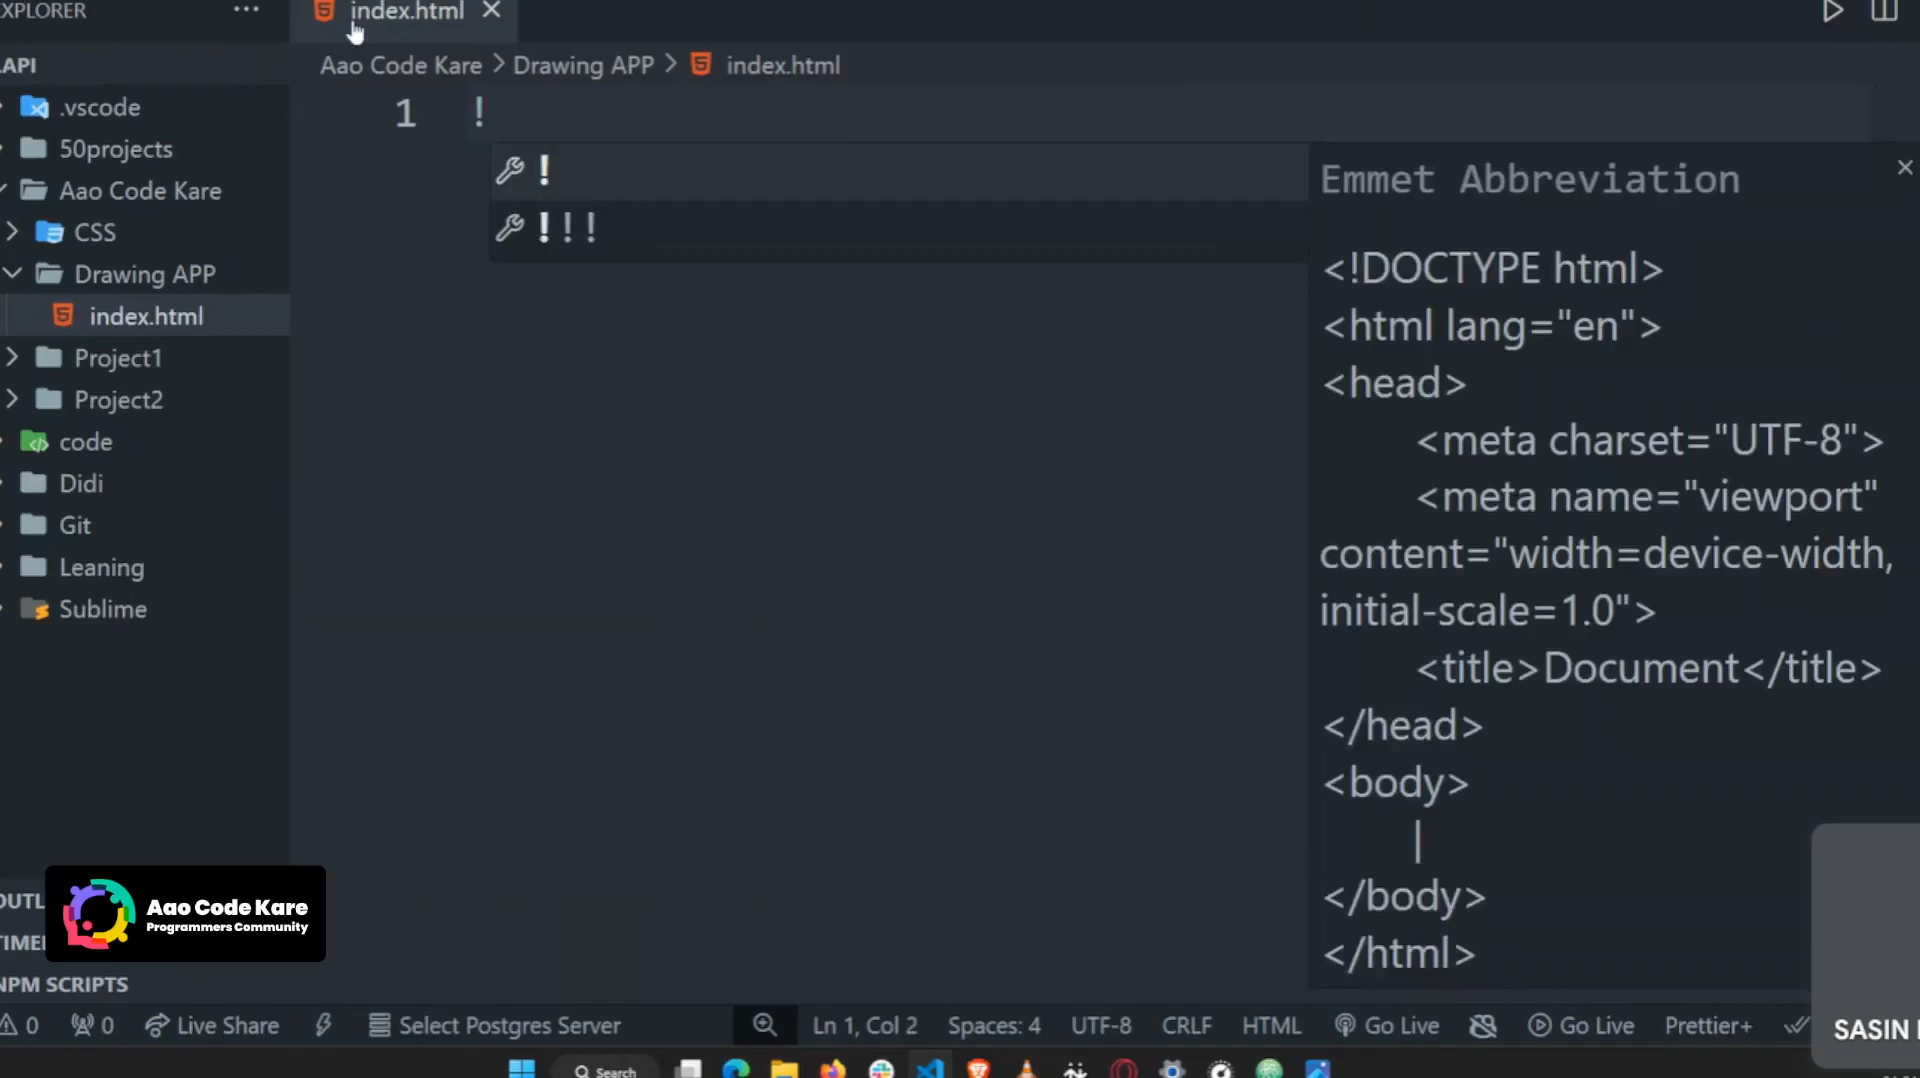 EXPLORER
index.html
API
Aao Code Kare > Drawing APP > index.html
.vscode
50projects
Aao Code Kare
CSS
Drawing APP
index.html
Project1
Project2
code
Didi
Git
Leaning
Sublime
OUTL
TIME
NPM SCRIPTS
1 !
!
!!!
Emmet Abbreviation
<!DOCTYPE html>
<html lang="en">
<head>
<meta charset="UTF-8">
<meta name="viewport"
content="width=device-width,
initial-scale=1.0">
<title>Document</title>
</head>
<body>
|
</body>
</html>
Aao Code Kare
Programmers Community
0 0 Live Share Select Postgres Server Ln 1, Col 2 Spaces: 4 UTF-8 CRLF HTML Go Live Go Live Prettier+
SASIN
Search